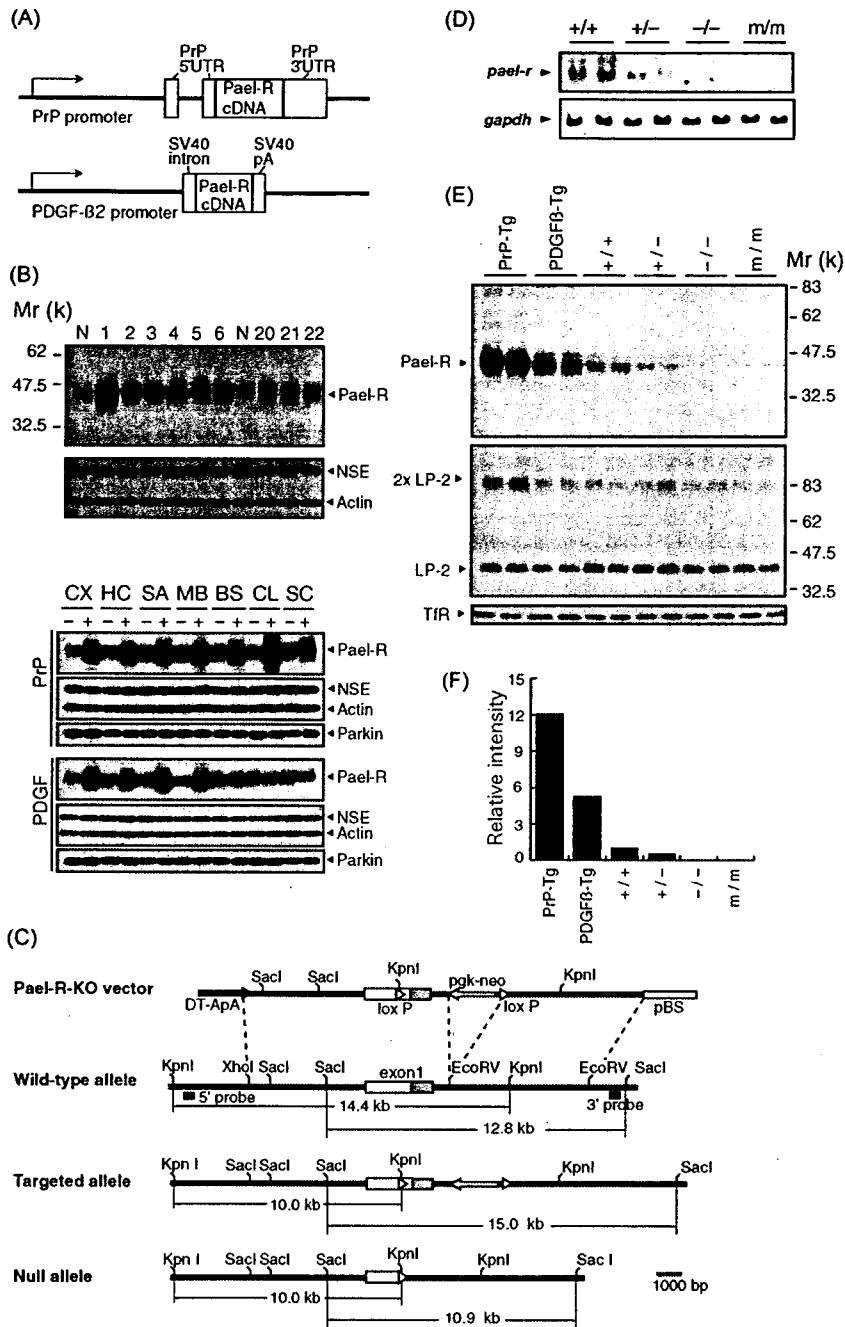 (A)
PrP 5'UTR
PrP 3'UTR
Pael-R cDNA
PrP promoter
SV40 intron
SV40 pA
Pael-R cDNA
PDGF-ß2 promoter
(B)
Mr (k)
N 1 2 3 4 5 6 N 20 21 22
62
47.5
32.5
Pael-R
NSE
Actin
CX HC SA MB BS CL SC
- + - + - + - + - + - + - +
PrP
Pael-R
NSE
Actin
Parkin
PDGF
Pael-R
NSE
Actin
Parkin
(C)
Pael-R-KO vector
DT-ApA
SacI SacI KpnI pgk-neo KpnI
lox P lox P pBS
Wild-type allele
KpnI XhoI SacI SacI exon1 EcoRV KpnI EcoRV SacI
5' probe 3' probe
14.4 kb
12.8 kb
Targeted allele
Kpn I SacI SacI SacI KpnI KpnI SacI
10.0 kb
15.0 kb
Null allele
Kpn I SacI SacI SacI KpnI KpnI Sac I
10.0 kb
10.9 kb
1000 bp
(D)
+/+ +/− −/− m/m
pael-r
gapdh
(E)
PrP-Tg PDGFß-Tg +/+ +/− −/− m/m
Mr (k)
83
62
47.5
32.5
Pael-R
2x LP-2
LP-2
83
62
47.5
32.5
TfR
(F)
Relative intensity
12
9
6
3
0
PrP-Tg PDGFß-Tg +/+ +/− −/− m/m